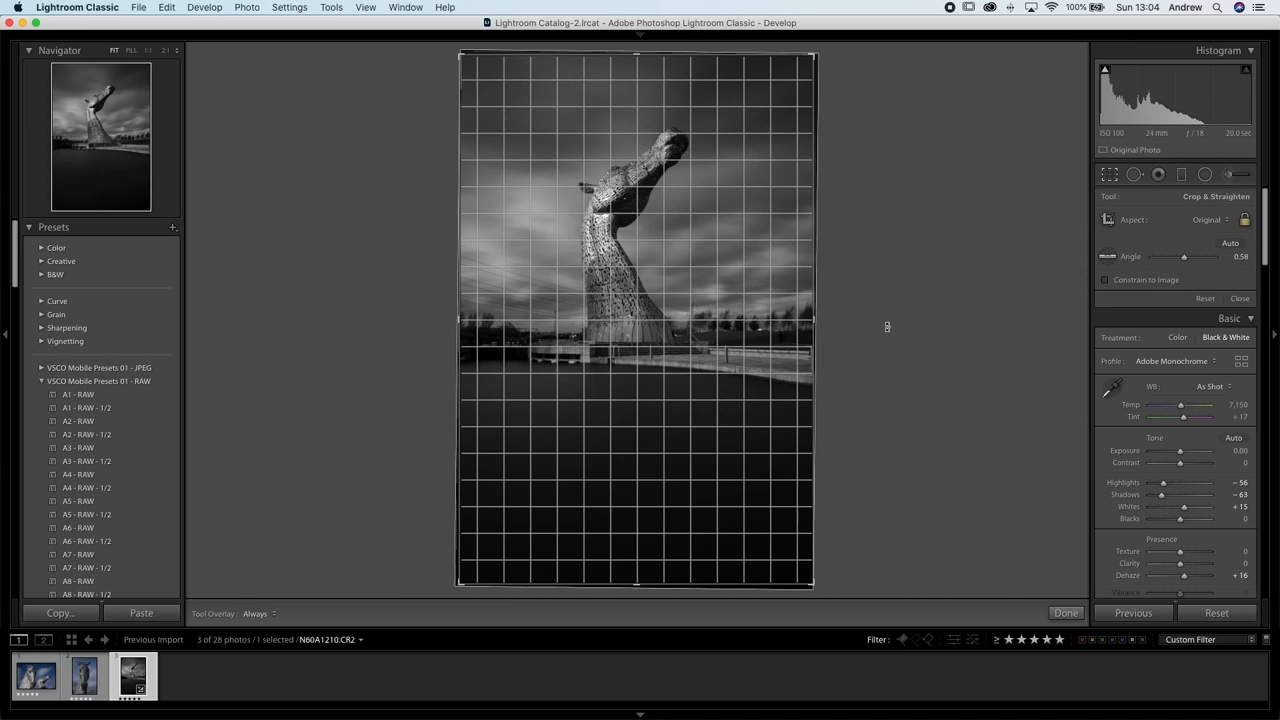 Lightroom Classic File Edit Develop Photo Settings Tools View Window Help 100% Sun 13:04 Andrew
Lightroom Catalog-2.lrcat - Adobe Photoshop Lightroom Classic - Develop
Navigator FIT FILL 1:1 2:1
Presets +
Color
Creative
B&W
Curve
Grain
Sharpening
Vignetting
VSCO Mobile Presets 01 - JPEG
VSCO Mobile Presets 01 - RAW
A1 - RAW
A1 - RAW - 1/2
A2 - RAW
A2 - RAW - 1/2
A3 - RAW
A3 - RAW - 1/2
A4 - RAW
A4 - RAW - 1/2
A5 - RAW
A5 - RAW - 1/2
A6 - RAW
A6 - RAW - 1/2
A7 - RAW
A7 - RAW - 1/2
A8 - RAW
A8 - RAW - 1/2
Copy... Paste
Tool Overlay: Always Done
Histogram
ISO 100 24 mm ƒ / 18 20.0 sec
Original Photo
Tool : Crop & Straighten
Aspect : Original
Auto
Angle 0.58
Constrain to Image
Reset Close
Basic
Treatment : Color Black & White
Profile : Adobe Monochrome
WB : As Shot
Temp 7,150
Tint + 17
Tone Auto
Exposure 0.00
Contrast 0
Highlights − 56
Shadows − 63
Whites + 15
Blacks 0
Presence
Texture 0
Clarity 0
Dehaze + 16
Vibrance 0
Previous Reset
1 2 Previous Import 3 of 28 photos / 1 selected / N60A1210.CR2 Filter : ≥ ★★★★★ Custom Filter
1 2 3